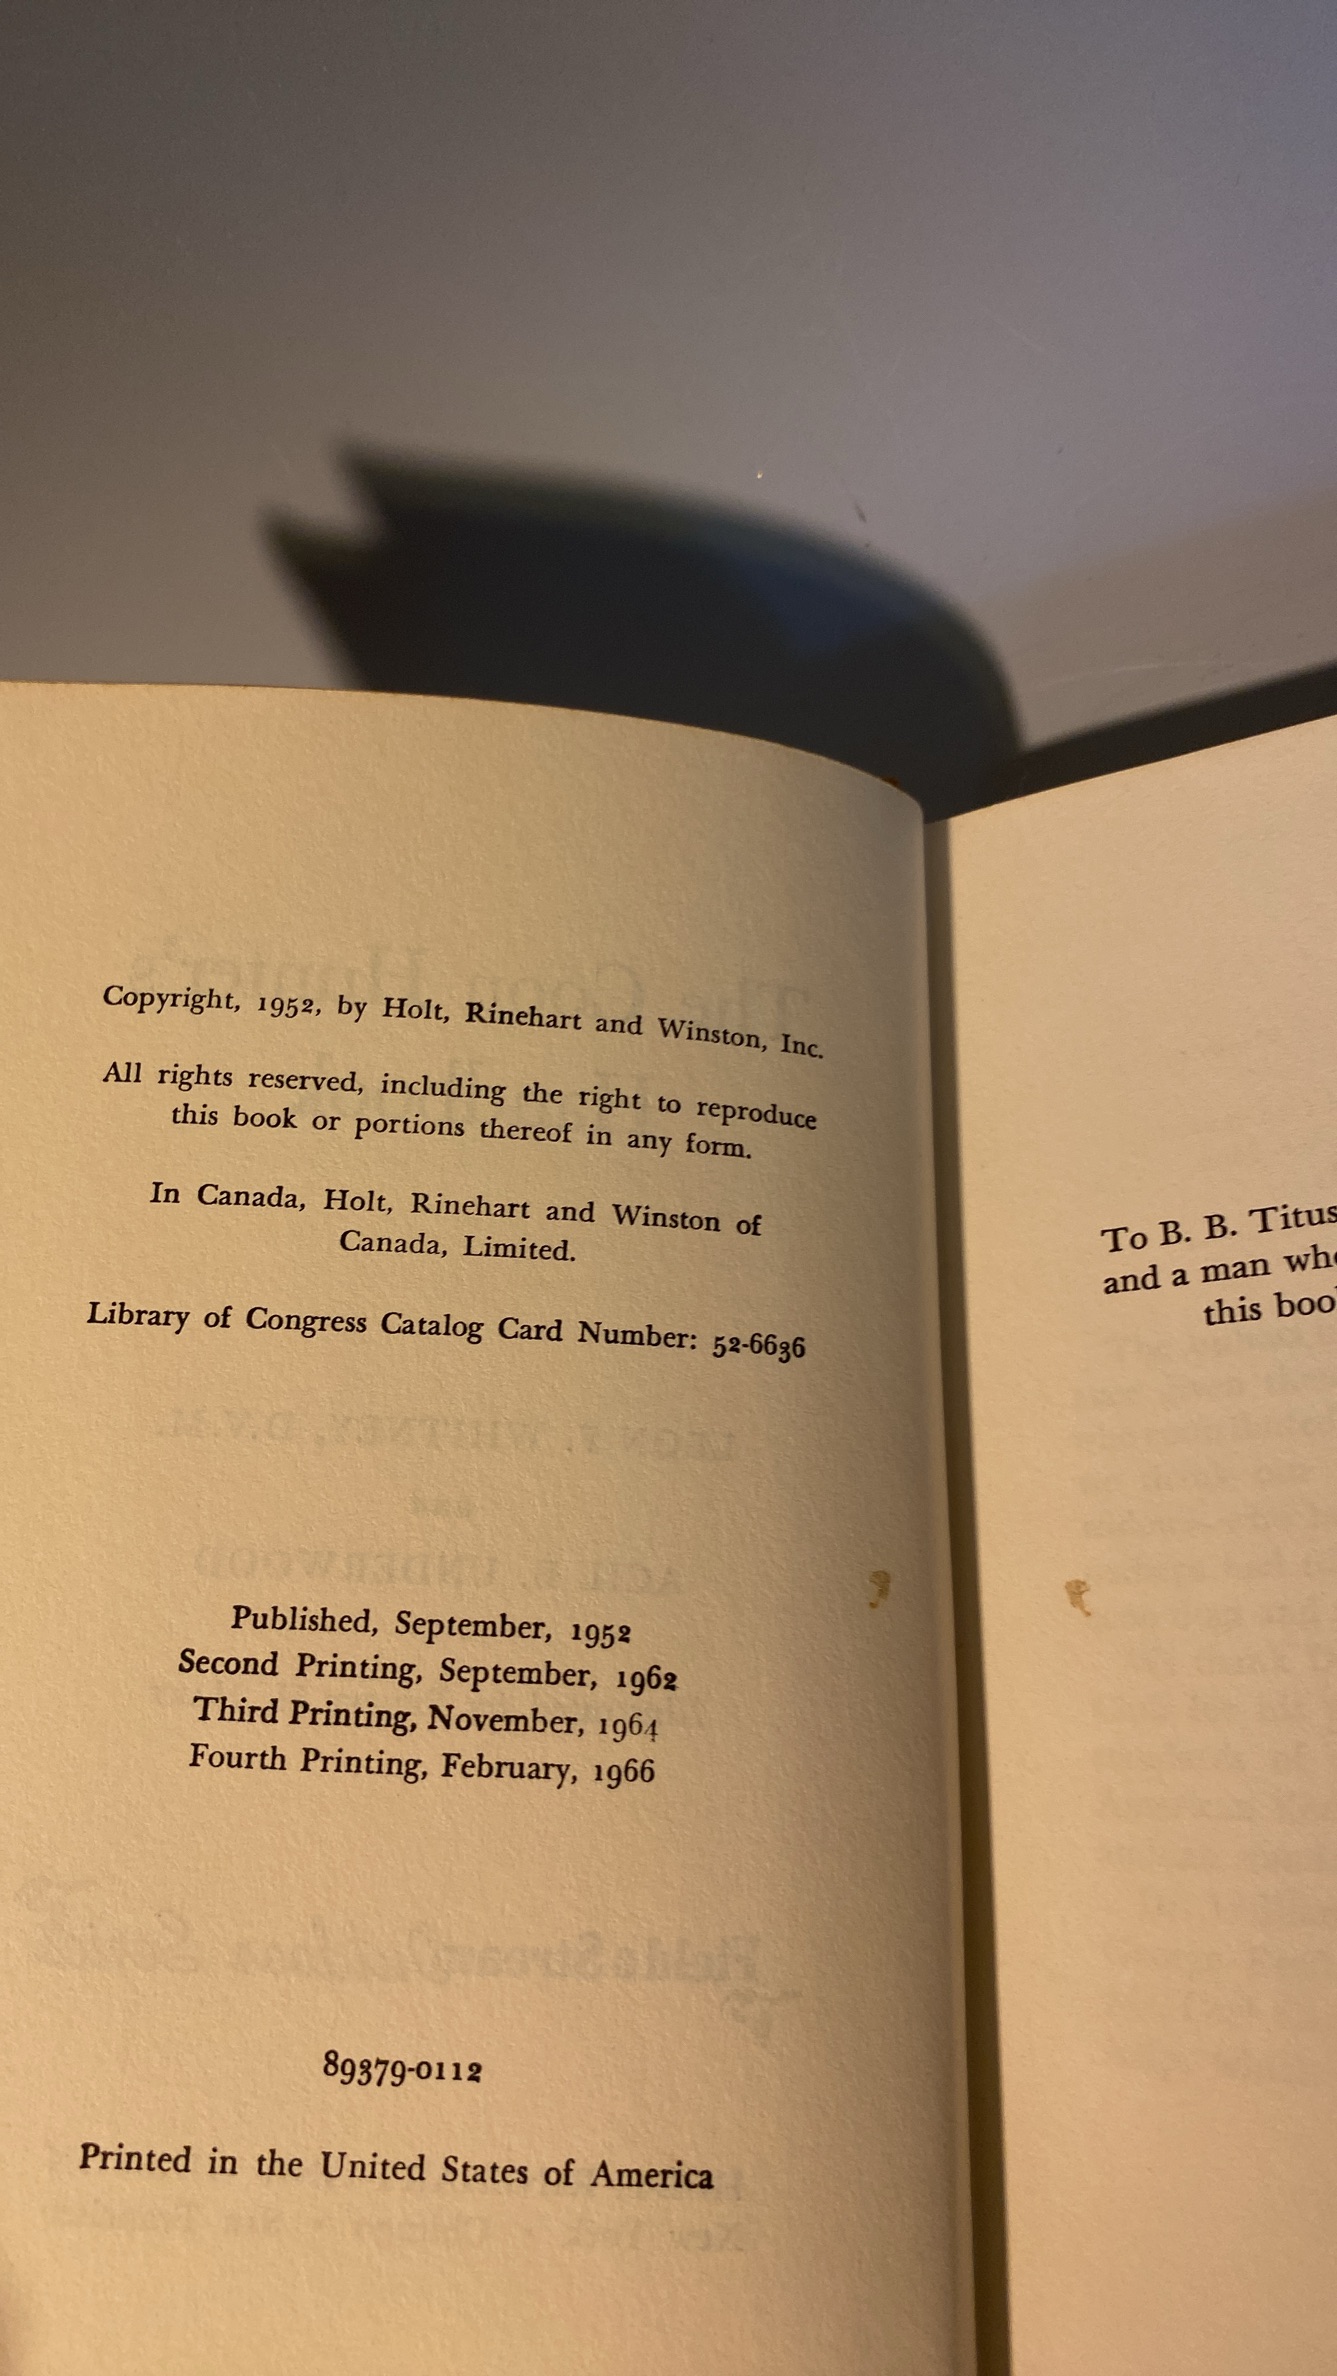 Copyright, 1952, by Holt, Rinehart and Winston, Inc.
All rights reserved, including the right to reproduce
this book or portions thereof in any form.
In Canada, Holt, Rinehart and Winston of
Canada, Limited.
Library of Congress Catalog Card Number: 52-6636
Published, September, 1952
Second Printing, September, 1962
Third Printing, November, 1964
Fourth Printing, February, 1966
89379-0112
Printed in the United States of America
To B. B. Titus
and a man
this